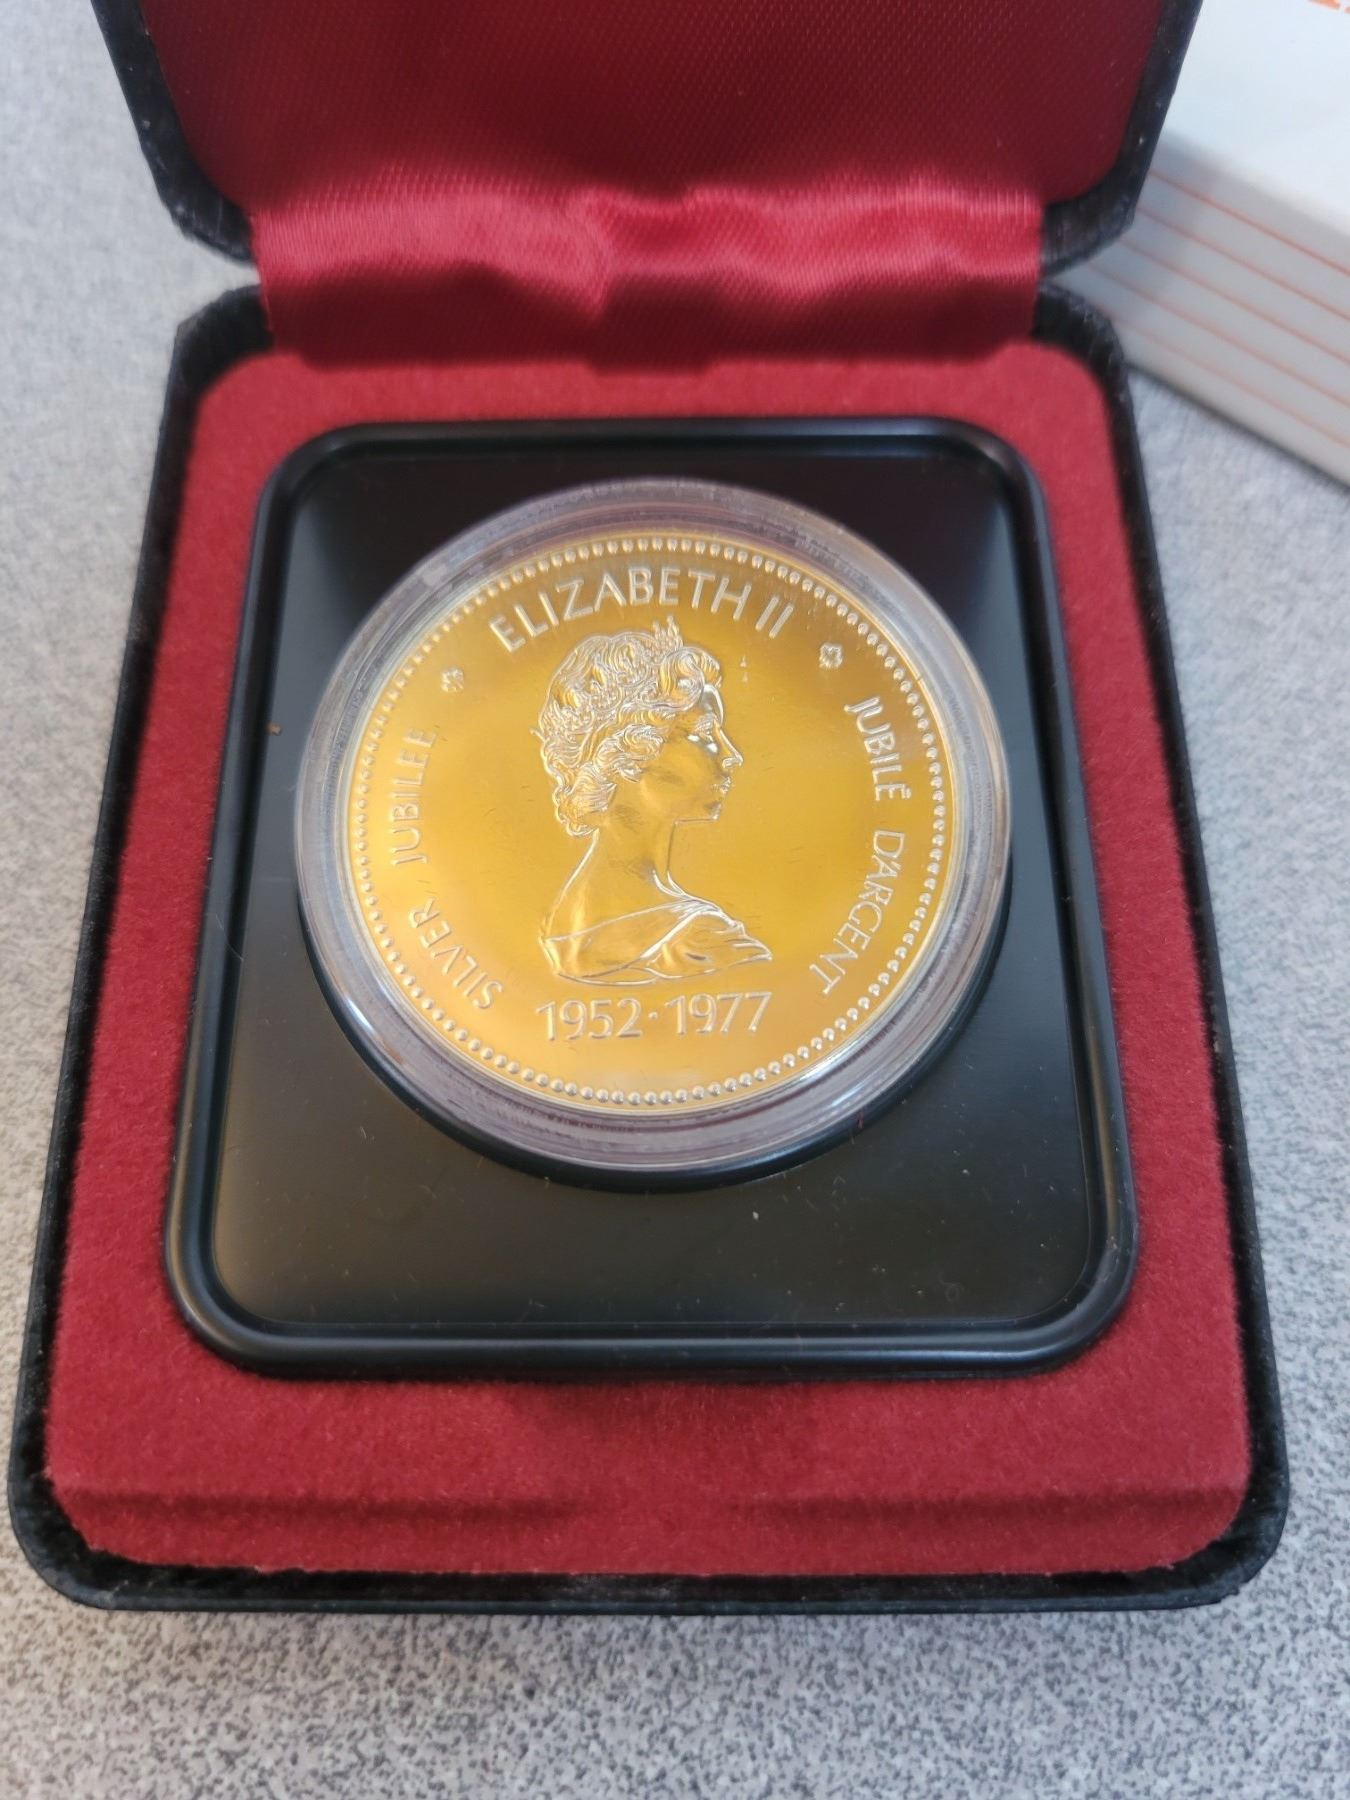 ELIZABETH II
SILVER JUBILEE
JUBILÉ D'ARGENT
1952·1977